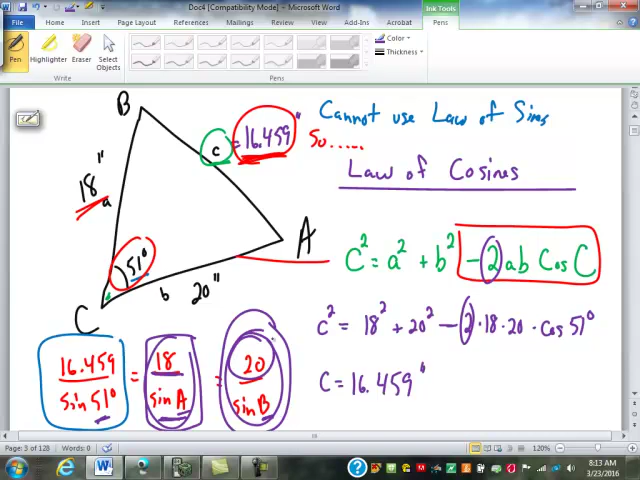 Doc4 [Compatibility Mode] - Microsoft Word
Ink Tools
File Home Insert Page Layout References Mailings Review View Add-Ins Acrobat Pens
Pen Highlighter Eraser Select Objects
Color
Thickness
Write
Pens
B
c = 16.459"
Cannot use Law of Sines
So.....
Law of Cosines
18" a
A
51°
b 20"
C
C² = a² + b² - 2ab Cos C
c² = 18² + 20² - 2·18·20·cos 51°
C = 16.459"
16.459 / sin 51° = 18 / sin A = 20 / sin B
Page: 3 of 128 Words: 0 120%
8:13 AM
3/23/2016